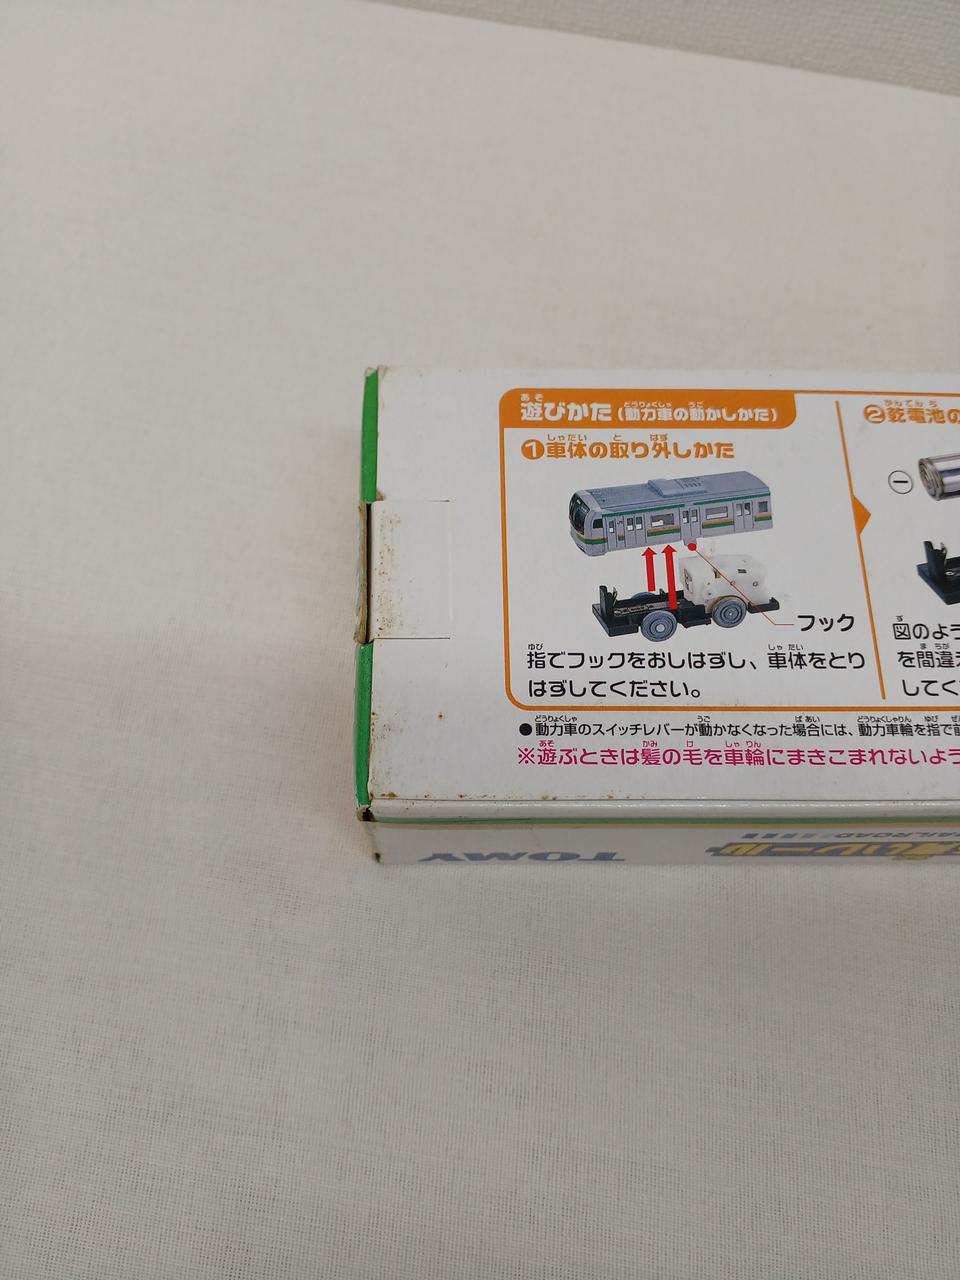 遊びかた(動力車の動かしかた)
❶車体の取り外しかた
フック
指でフックをおしはずし、車体をとり
はずしてください。
❷乾電池の
⊖
図のよう
を間違え
してく
●動力車のスイッチレバーが動かなくなった場合には、動力車輪を指で前
※遊ぶときは髪の毛を車輪にまきこまれないよう
TOMY
RAILROAD